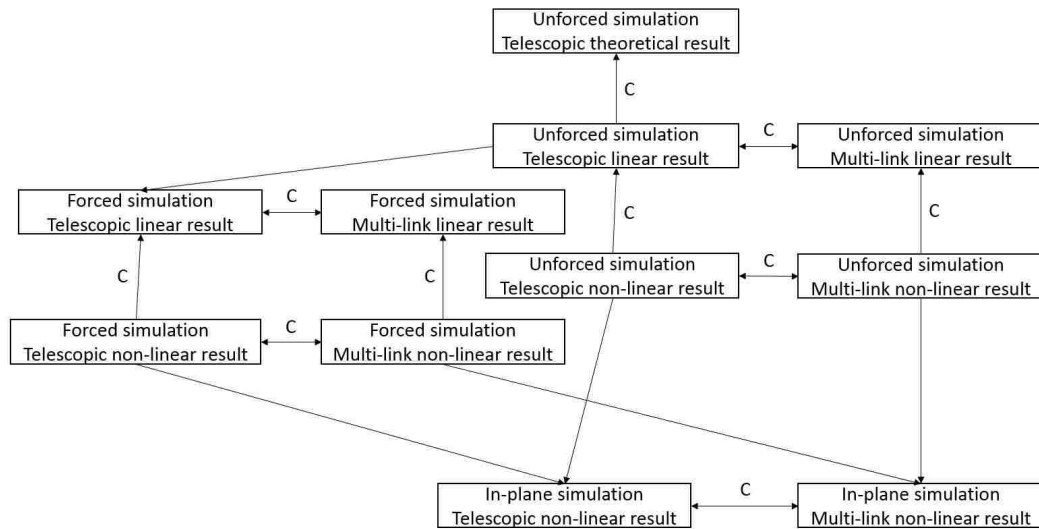 Unforced simulation
Telescopic theoretical result
C
Unforced simulation
Telescopic linear result
C
Unforced simulation
Multi-link linear result
Forced simulation
Telescopic linear result
C
Forced simulation
Multi-link linear result
C
C
Unforced simulation
Telescopic non-linear result
C
Unforced simulation
Multi-link non-linear result
C
C
Forced simulation
Telescopic non-linear result
C
Forced simulation
Multi-link non-linear result
In-plane simulation
Telescopic non-linear result
C
In-plane simulation
Multi-link non-linear result